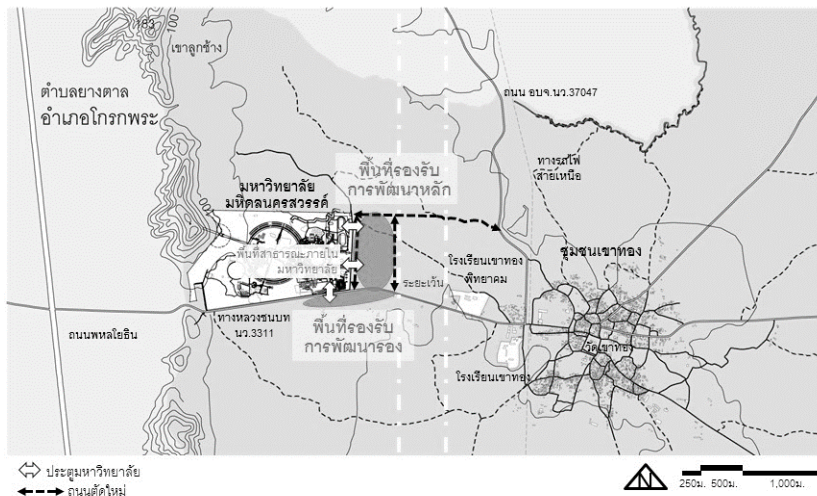 183
100
100
เขาลูกช้าง
ตำบลยางตาล
อำเภอโกรกพระ
ถนน อบจ.นว.37047
ทางรถไฟ
สายเหนือ
พื้นที่รองรับ
การพัฒนาหลัก
มหาวิทยาลัย
มหิดลนครสวรรค์
พื้นที่สาธารณะภายใน
มหาวิทยาลัย
โรงเรียนเขาทอง
พิทยาคม
ชุมชนเขาทอง
ระยะเว้น
ทางหลวงชนบท
นว.3311
ถนนพหลโยธิน
พื้นที่รองรับ
การพัฒนารอง
วัดเขาทอง
โรงเรียนเขาทอง
ประตูมหาวิทยาลัย
ถนนตัดใหม่
N
250ม. 500ม. 1,000ม.